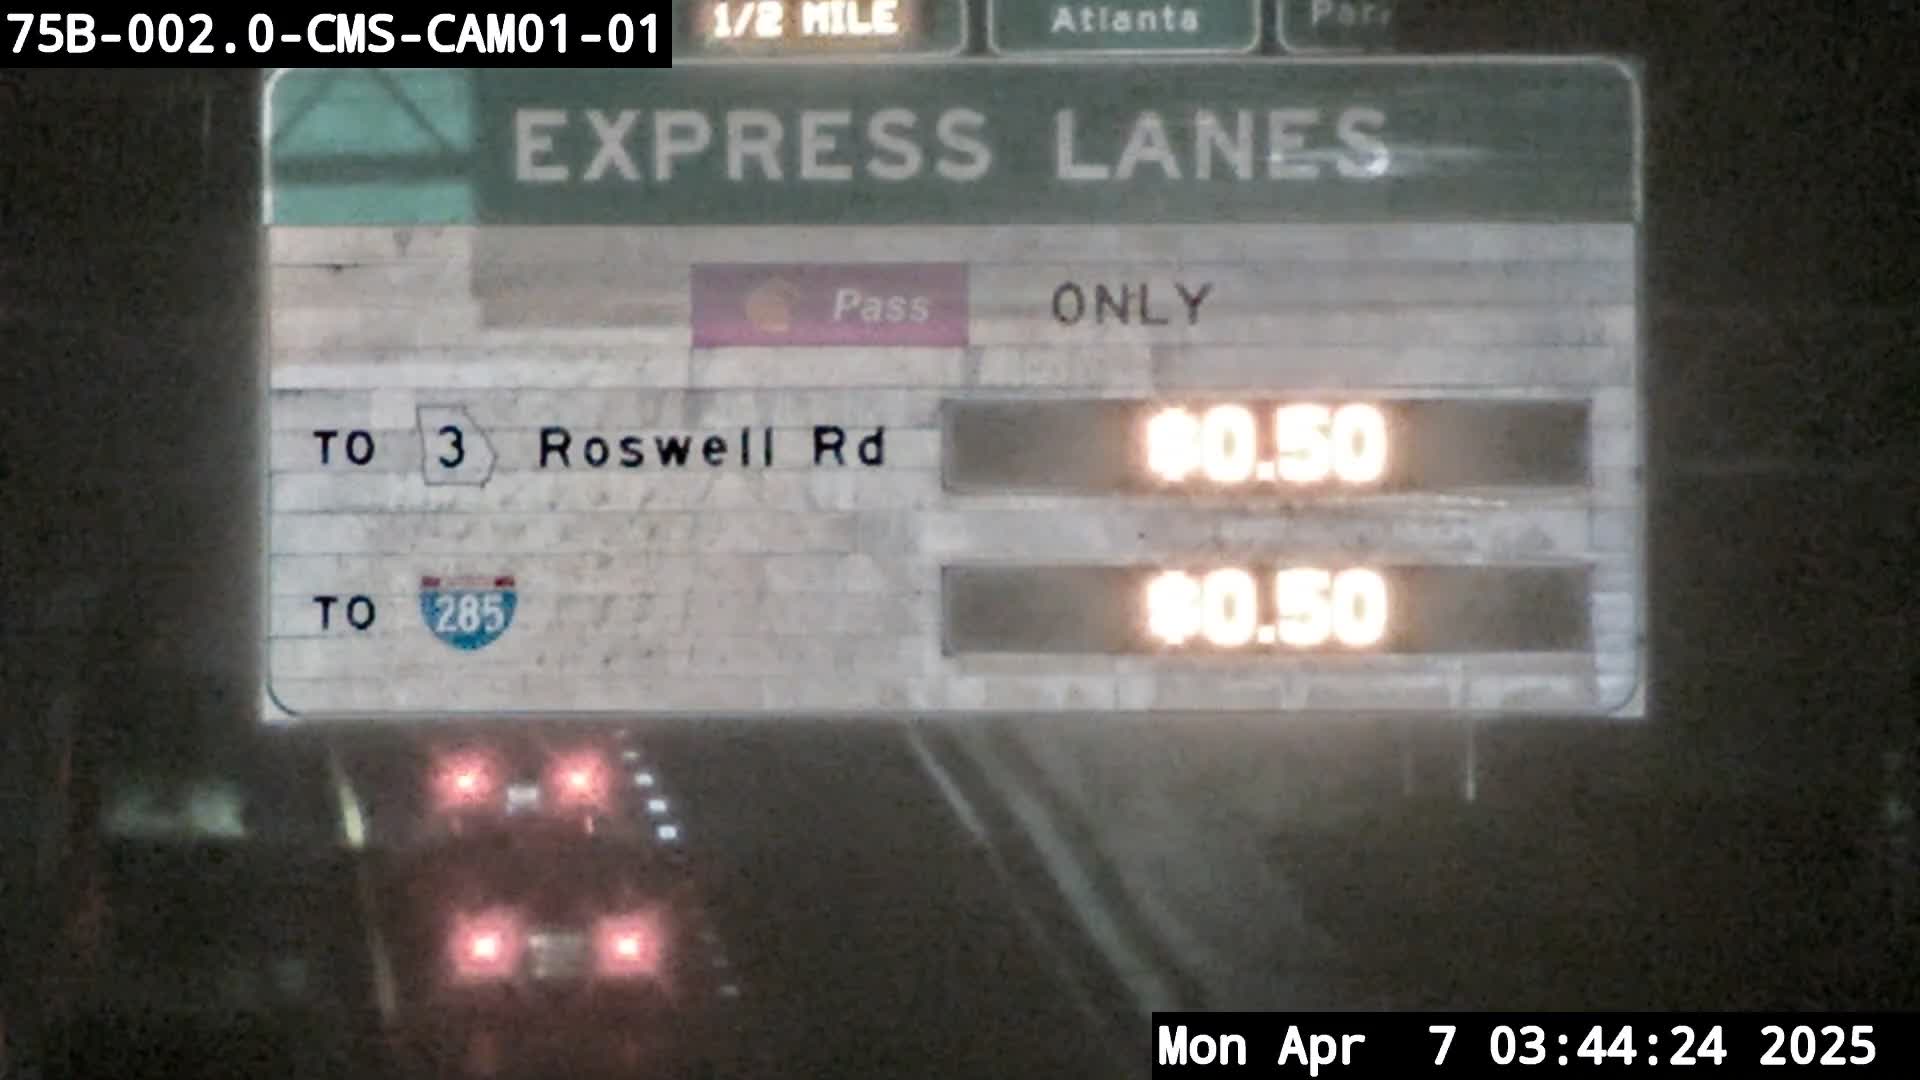 75B-002.0-CMS-CAM01-01
1/2 MILE
Atlanta
EXPRESS LANES
Pass ONLY
TO 3 Roswell Rd $0.50
TO 285 $0.50
Mon Apr 7 03:44:24 2025